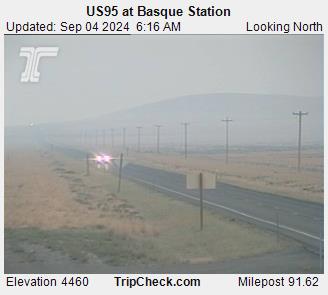 US95 at Basque Station
Updated: Sep 04 2024 6:16 AM Looking North
Elevation 4460 TripCheck.com Milepost 91.62